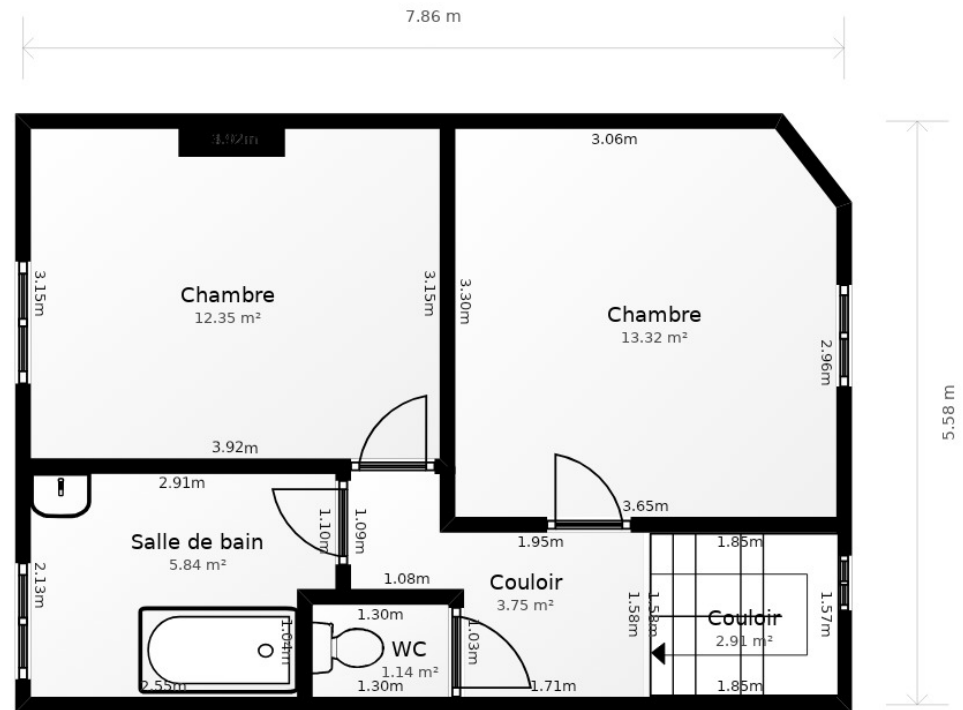 7.86 m
3.92m
3.06m
3.15m
3.15m
3.30m
Chambre
12.35 m²
Chambre
13.32 m²
2.96m
5.58 m
3.92m
2.91m
3.65m
1.10m
1.09m
1.95m
1.85m
Salle de bain
5.84 m²
2.13m
1.08m
Couloir
3.75 m²
1.58m
1.58m
Couloir
2.91 m²
1.57m
1.30m
1.04m
WC
1.14 m²
1.03m
2.55m
1.30m
1.71m
1.85m